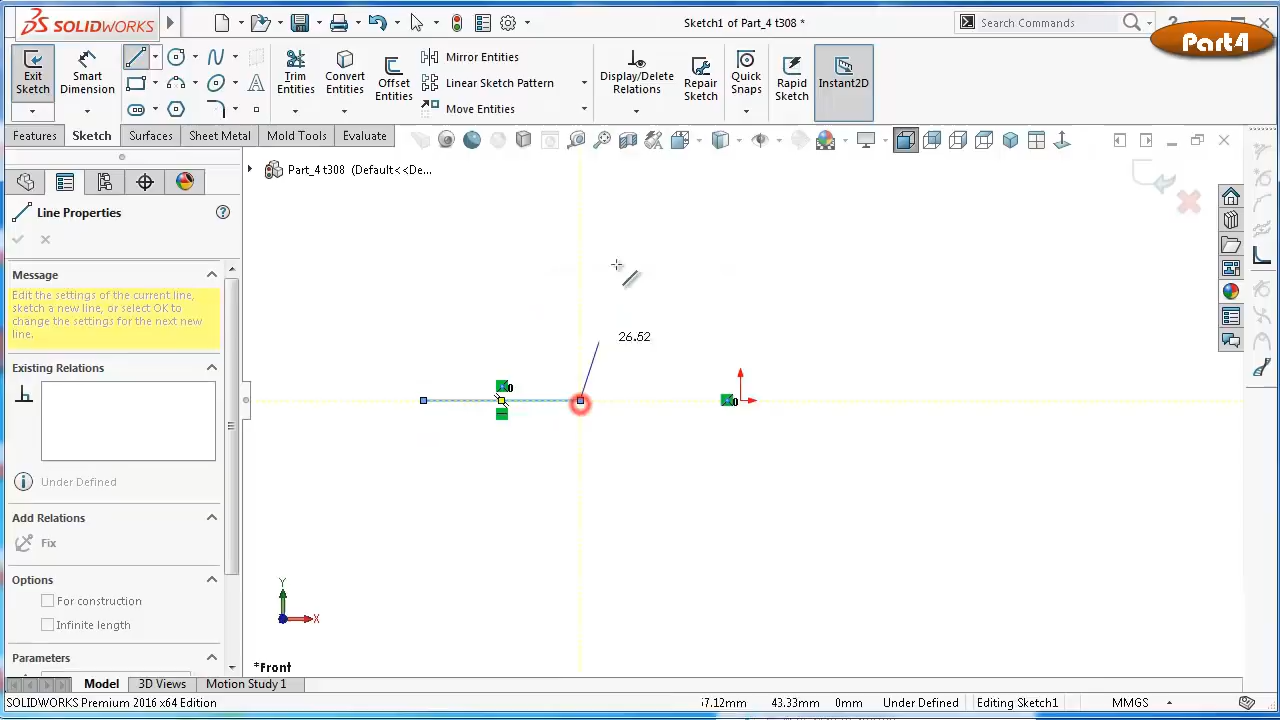 SOLIDWORKS
Sketch1 of Part_4 t308 *
Search Commands
?
Part4
Exit Sketch
Smart Dimension
Trim Entities
Convert Entities
Offset Entities
Mirror Entities
Linear Sketch Pattern
Move Entities
Display/Delete Relations
Repair Sketch
Quick Snaps
Rapid Sketch
Instant2D
Features
Sketch
Surfaces
Sheet Metal
Mold Tools
Evaluate
Part_4 t308 (Default<<De...
Line Properties
?
Message
Edit the settings of the current line,
sketch a new line, or select OK to
change the settings for the next new
line.
Existing Relations
Under Defined
Add Relations
Fix
Options
For construction
Infinite length
Parameters
26.52
0
0
Y
X
*Front
Model
3D Views
Motion Study 1
SOLIDWORKS Premium 2016 x64 Edition
43.33mm
0mm
Under Defined
Editing Sketch1
MMGS